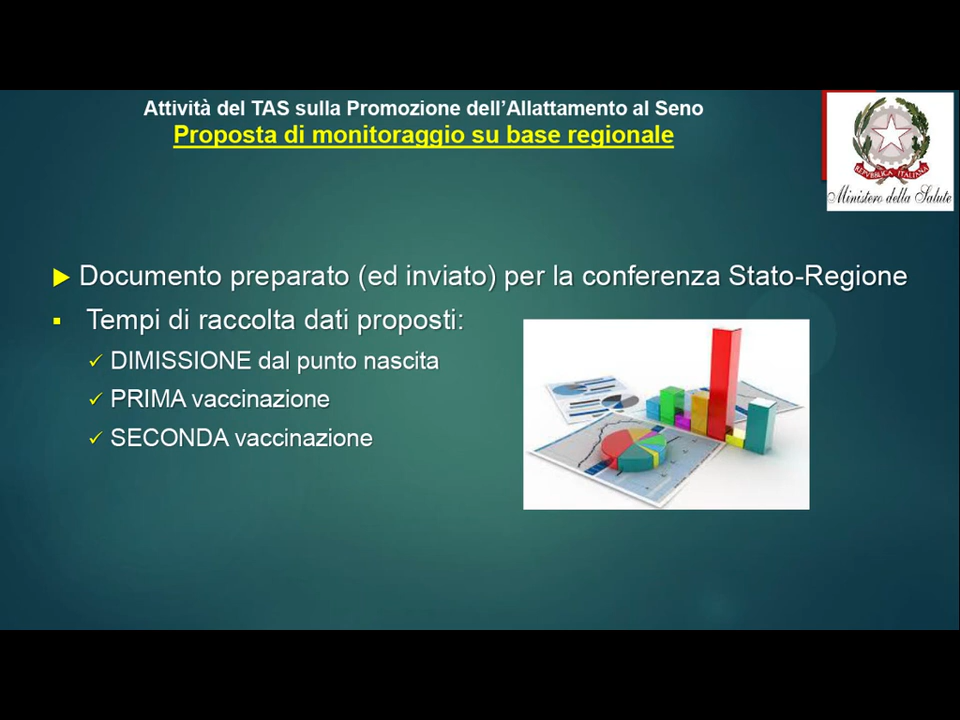 Attività del TAS sulla Promozione dell'Allattamento al Seno
Proposta di monitoraggio su base regionale
REPVBBLICA ITALIANA
Ministero della Salute
Documento preparato (ed inviato) per la conferenza Stato-Regione
Tempi di raccolta dati proposti:
DIMISSIONE dal punto nascita
PRIMA vaccinazione
SECONDA vaccinazione